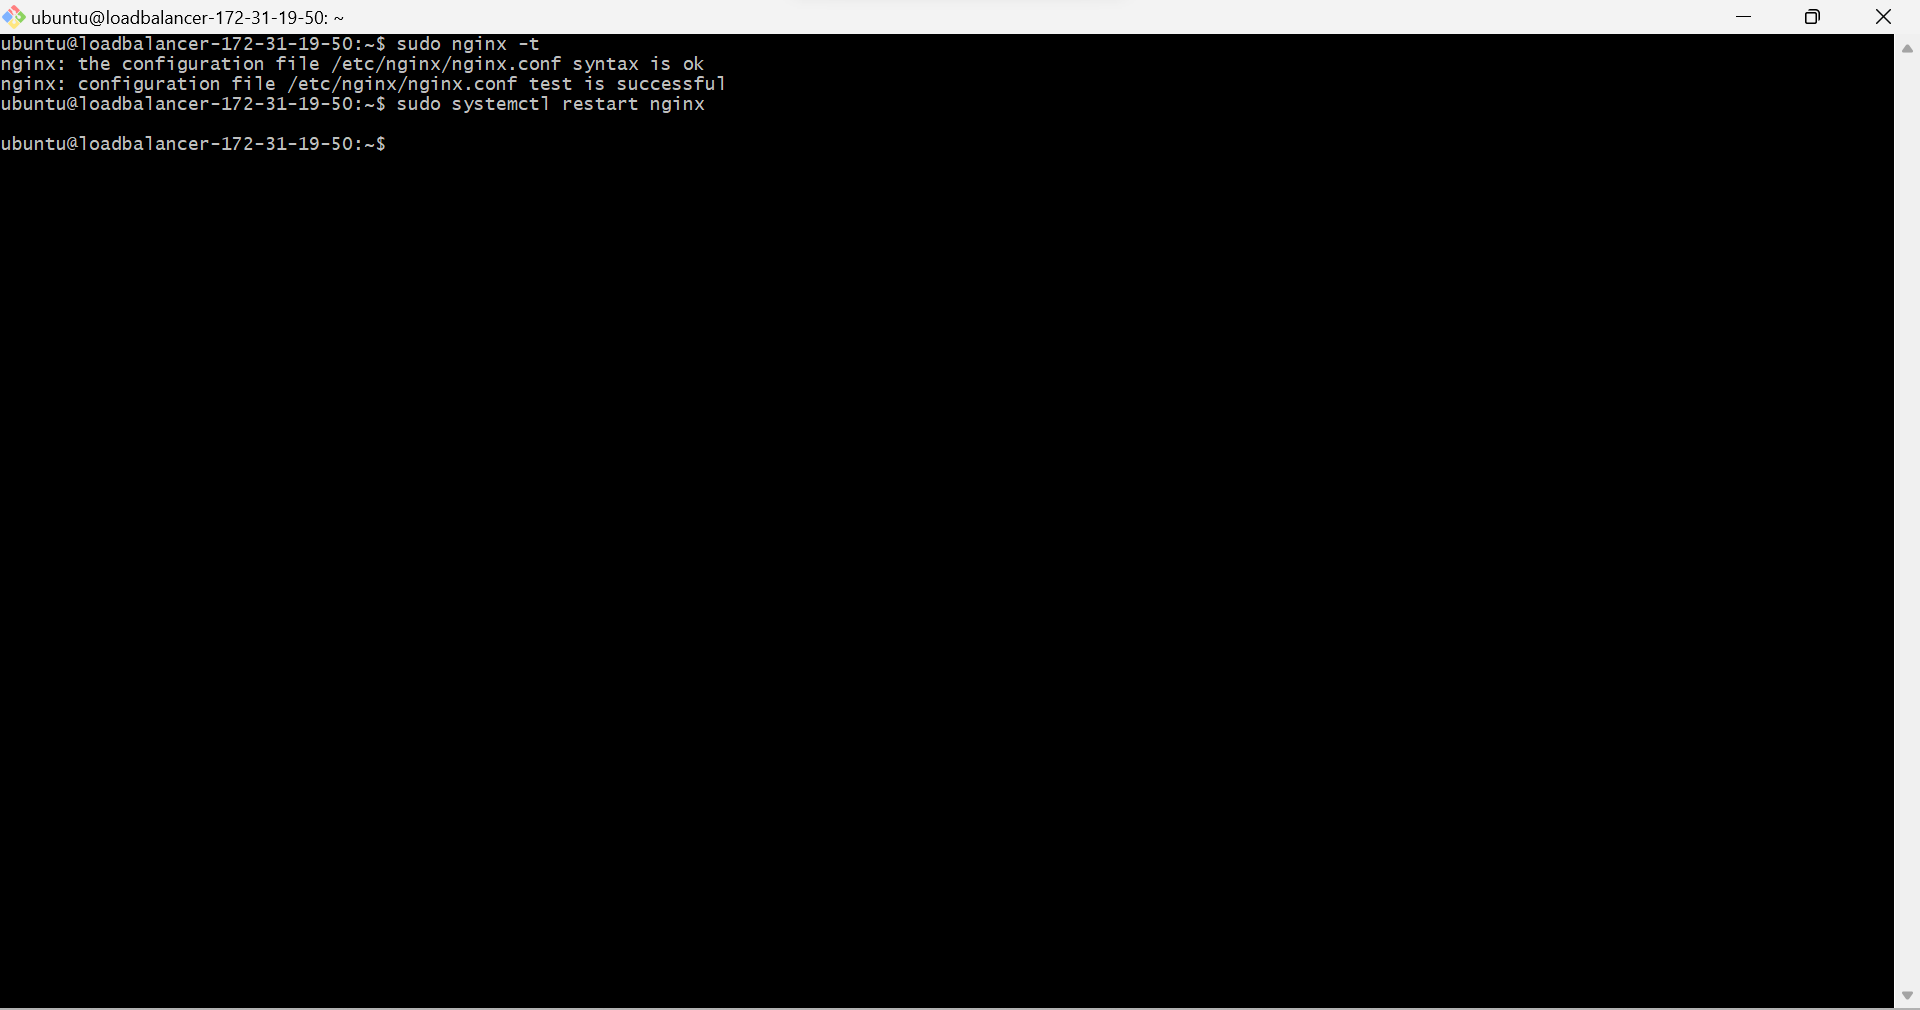 ubuntu@loadbalancer-172-31-19-50: ~
ubuntu@loadbalancer-172-31-19-50:~$ sudo nginx -t
nginx: the configuration file /etc/nginx/nginx.conf syntax is ok
nginx: configuration file /etc/nginx/nginx.conf test is successful
ubuntu@loadbalancer-172-31-19-50:~$ sudo systemctl restart nginx
ubuntu@loadbalancer-172-31-19-50:~$